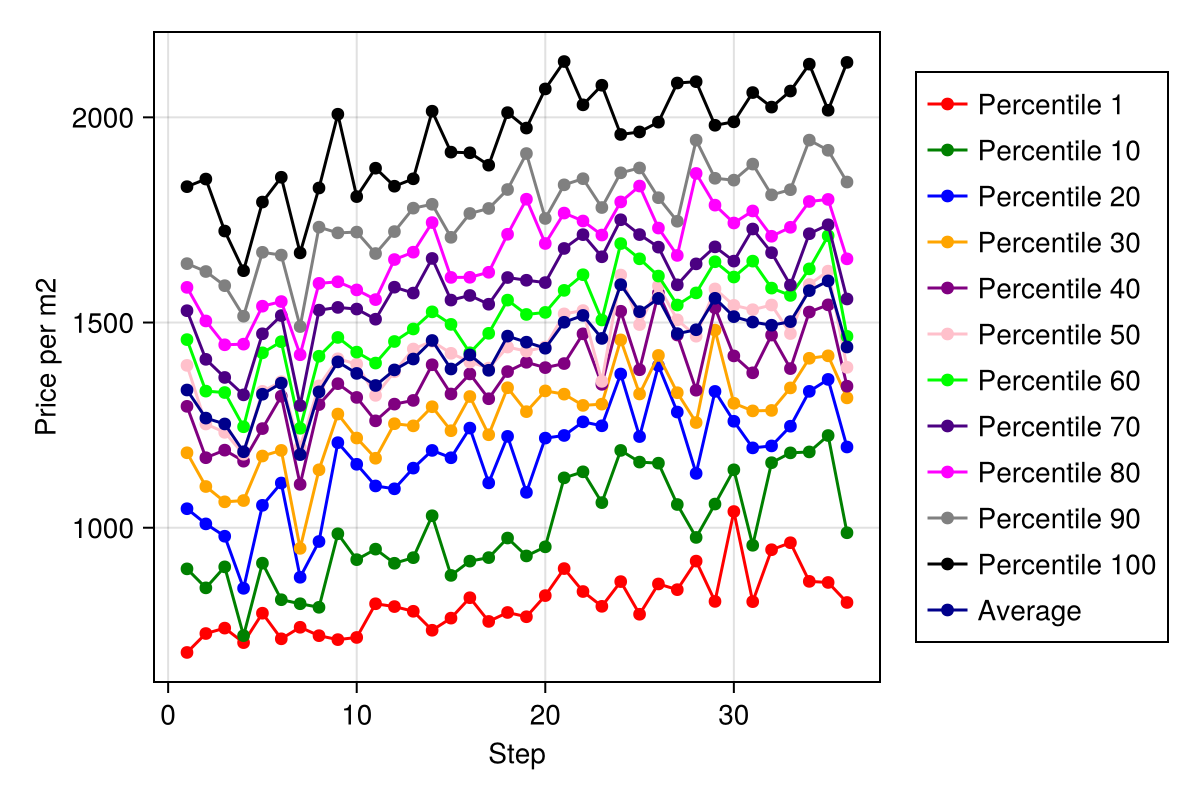 2000
1500
1000
Price per m2
0 10 20 30
Step
Percentile 1
Percentile 10
Percentile 20
Percentile 30
Percentile 40
Percentile 50
Percentile 60
Percentile 70
Percentile 80
Percentile 90
Percentile 100
Average